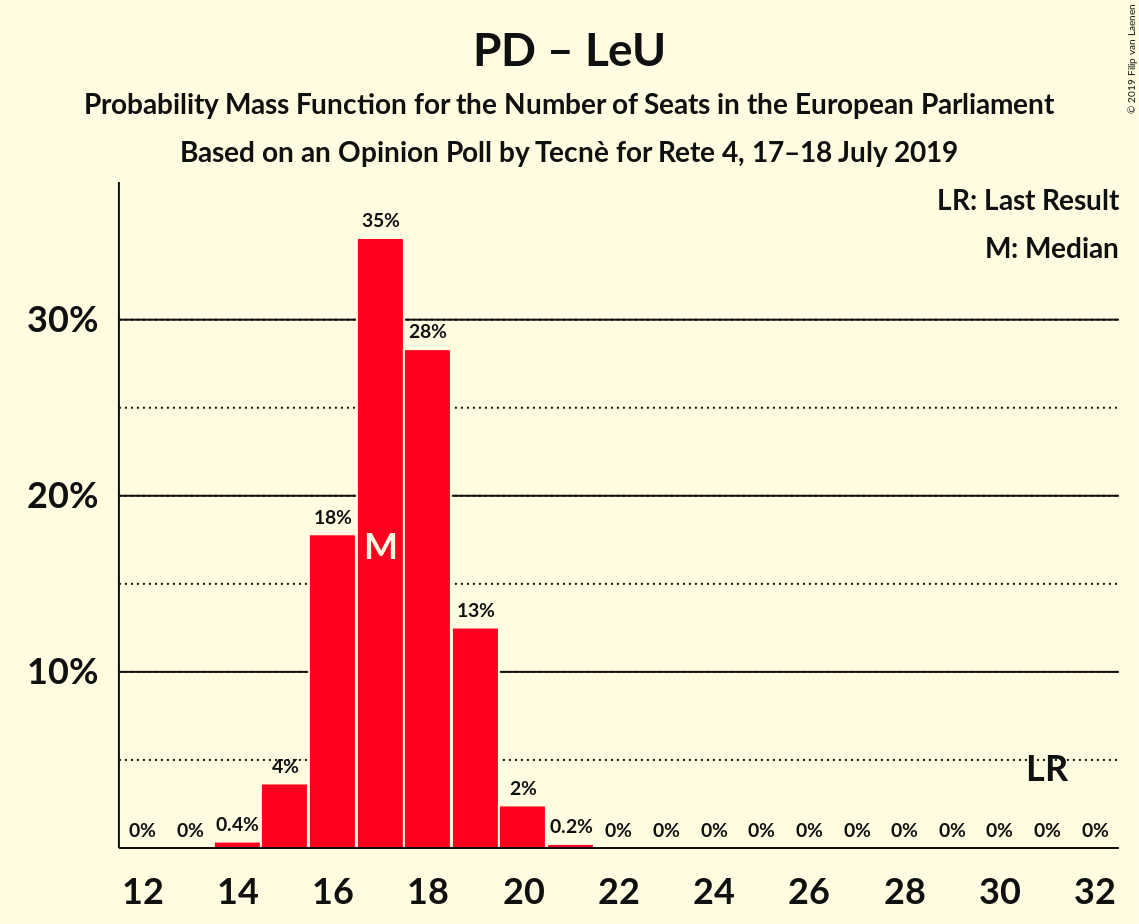 PD – LeU
Probability Mass Function for the Number of Seats in the European Parliament
Based on an Opinion Poll by Tecnè for Rete 4, 17–18 July 2019
© 2019 Filip van Laenen
LR: Last Result
M: Median
35%
30%
28%
20%
18%
M
13%
10%
LR
4%
2%
0% 0% 0.4% 0.2% 0% 0% 0% 0% 0% 0% 0% 0% 0% 0% 0%
12 14 16 18 20 22 24 26 28 30 32